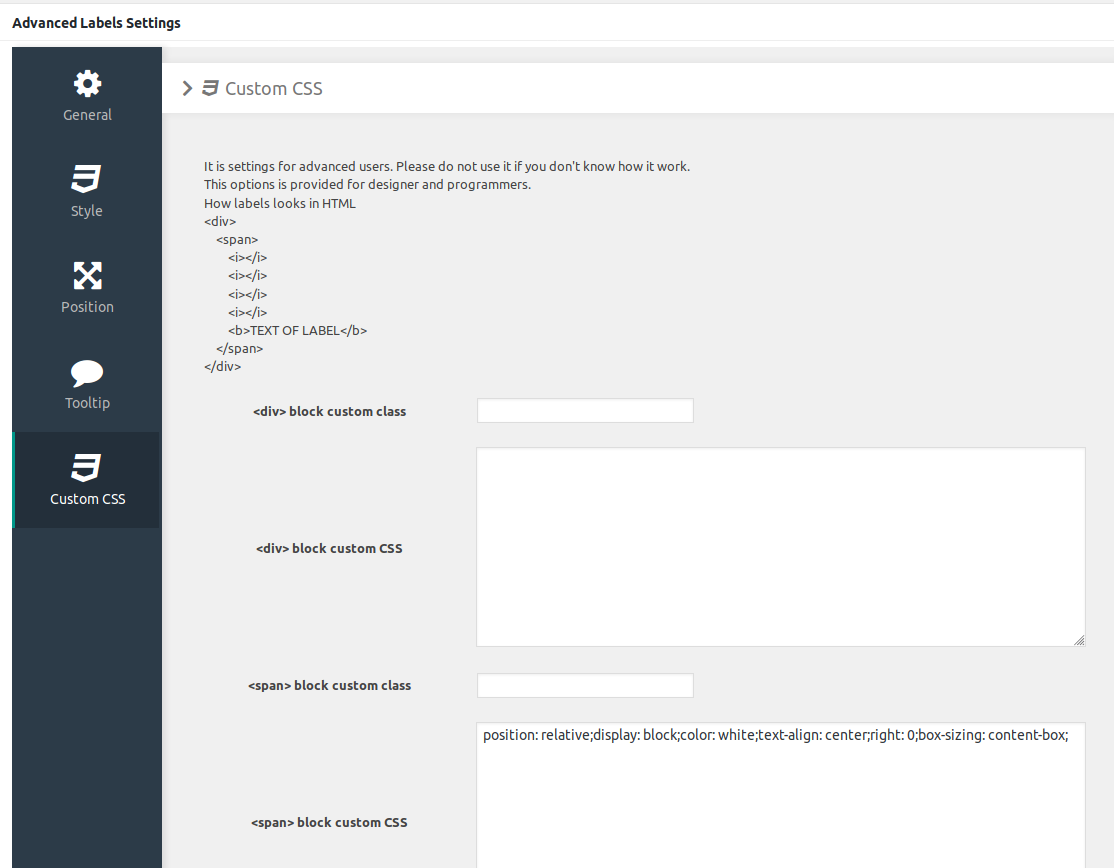 Advanced Labels Settings
General
Style
Position
Tooltip
Custom CSS
Custom CSS
It is settings for advanced users. Please do not use it if you don't know how it work.
This options is provided for designer and programmers.
How labels looks in HTML
<div>
<span>
<i></i>
<i></i>
<i></i>
<i></i>
<b>TEXT OF LABEL</b>
</span>
</div>
<div> block custom class
<div> block custom CSS
<span> block custom class
position: relative;display: block;color: white;text-align: center;right: 0;box-sizing: content-box;
<span> block custom CSS